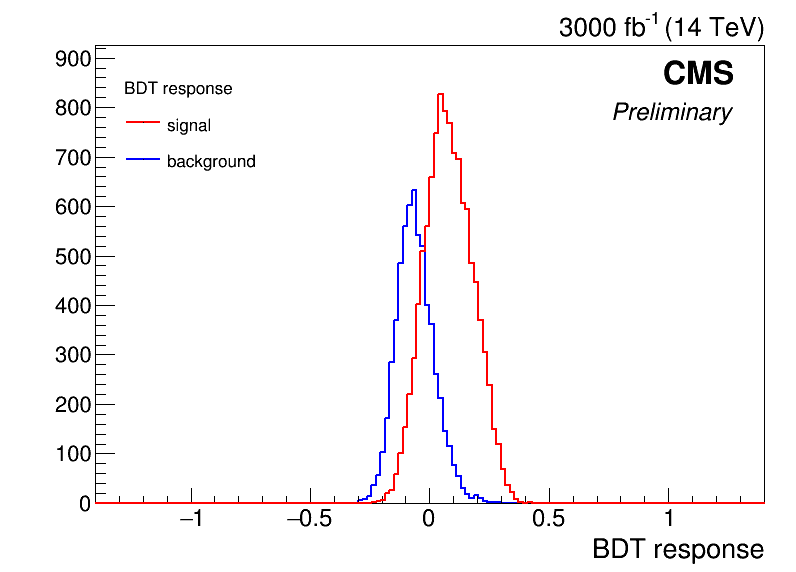 3000 fb⁻¹ (14 TeV)
CMS
Preliminary
BDT response
signal
background
900
800
700
600
500
400
300
200
100
0
−1 −0.5 0 0.5 1
BDT response